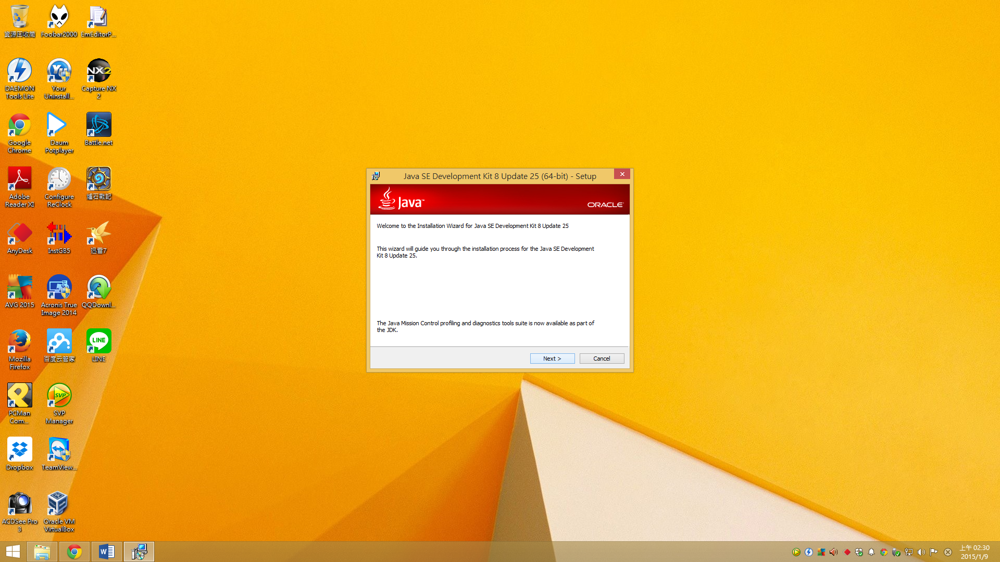 資源回收筒
Foobar2000
EmEditorP...
DAEMON
Tools Lite
Your
Uninstall...
Capture NX
2
Google
Chrome
Daum
Potplayer
Battle.net
Adobe
Reader XI
Configure
ReClock
爐石戰記
AnyDesk
InstGB5
迅雷7
AVG 2015
Acronis True
Image 2014
QQDownl...
Mozilla
Firefox
百度云管家
LINE
LINE
PCMan
Com...
SVP
SVP
Manager
Dropbox
TeamView...
ACDSee Pro
3
Oracle VM
VirtualBox
NX2
Yu
Java SE Development Kit 8 Update 25 (64-bit) - Setup
Java™
ORACLE
Welcome to the Installation Wizard for Java SE Development Kit 8 Update 25
This wizard will guide you through the installation process for the Java SE Development
Kit 8 Update 25.
The Java Mission Control profiling and diagnostics tools suite is now available as part of
the JDK.
Next >
Cancel
上午 02:30
2015/1/9